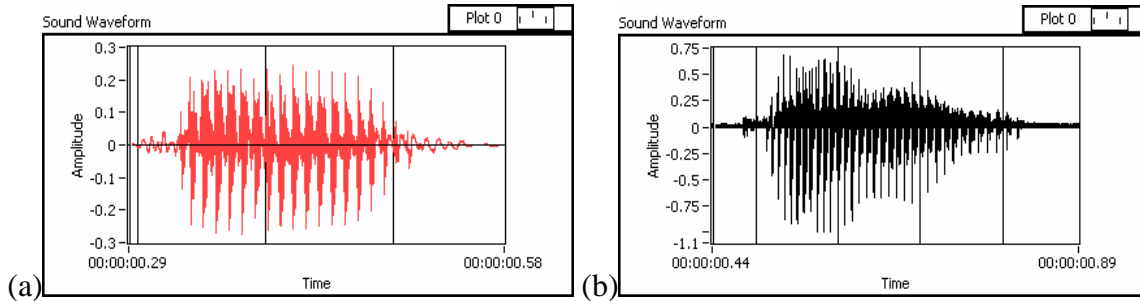 Sound Waveform Plot 0
0.3
0.2
0.1
0
-0.1
-0.2
-0.3
Amplitude
00:00:00.29 00:00:00.58
Time
(a)
Sound Waveform Plot 0
0.75
0.5
0.25
0
-0.25
-0.5
-0.75
-1.1
Amplitude
00:00:00.44 00:00:00.89
Time
(b)